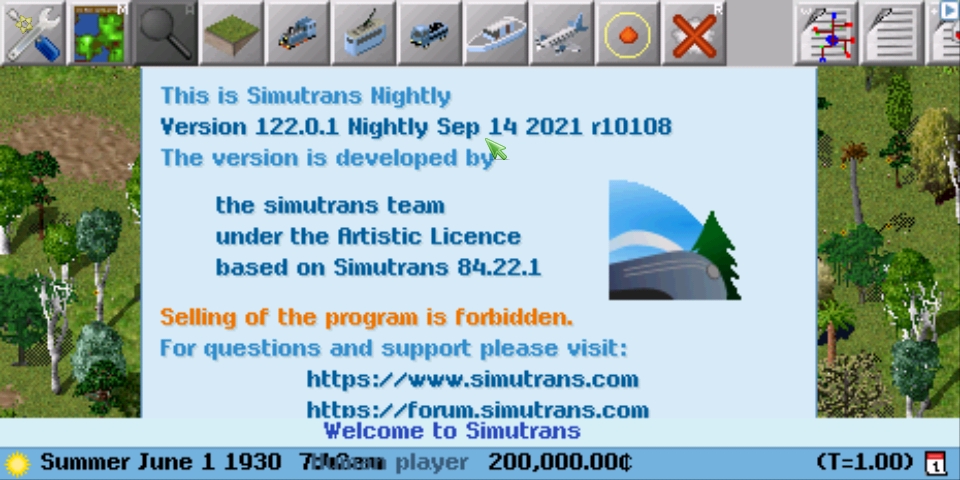 This is Simutrans Nightly
Version 122.0.1 Nightly Sep 14 2021 r10108
The version is developed by
the simutrans team
under the Artistic Licence
based on Simutrans 84.22.1
Selling of the program is forbidden.
For questions and support please visit:
https://www.simutrans.com
https://forum.simutrans.com
Welcome to Simutrans
Summer June 1 1930 player 200,000.00₵ (T=1.00) 1